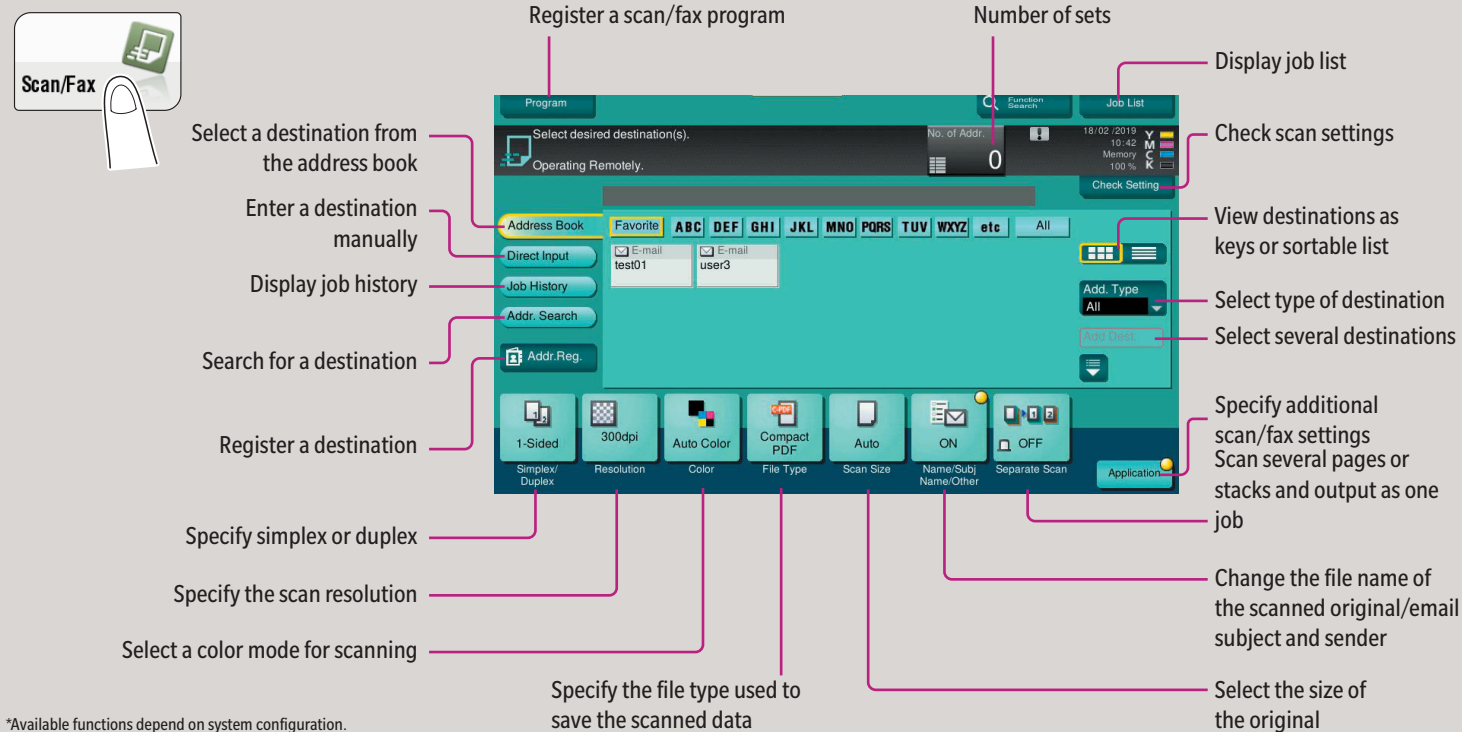 Register a scan/fax program
Number of sets
Scan/Fax
Display job list
Select a destination from
the address book
Check scan settings
Enter a destination
manually
View destinations as
keys or sortable list
Display job history
Select type of destination
Select several destinations
Search for a destination
Register a destination
Specify additional
scan/fax settings
Scan several pages or
stacks and output as one
job
Specify simplex or duplex
Specify the scan resolution
Change the file name of
the scanned original/email
subject and sender
Select a color mode for scanning
Specify the file type used to
save the scanned data
Select the size of
the original
*Available functions depend on system configuration.
Program
Function
Search
Job List
Select desired destination(s).
Operating Remotely.
No. of Addr.
0
18/02 /2019
10:42
Memory
100 %
Y
M
C
K
Check Setting
Address Book
Favorite ABC DEF GHI JKL MNO PQRS TUV WXYZ etc All
Direct Input
E-mail
test01
E-mail
user3
Job History
Addr. Search
Addr.Reg.
Add. Type
All
Add Dest.
1-Sided
300dpi
Auto Color
C-PDF
Compact
PDF
Auto
ON
OFF
Simplex/
Duplex
Resolution
Color
File Type
Scan Size
Name/Subj
Name/Other
Separate Scan
Application